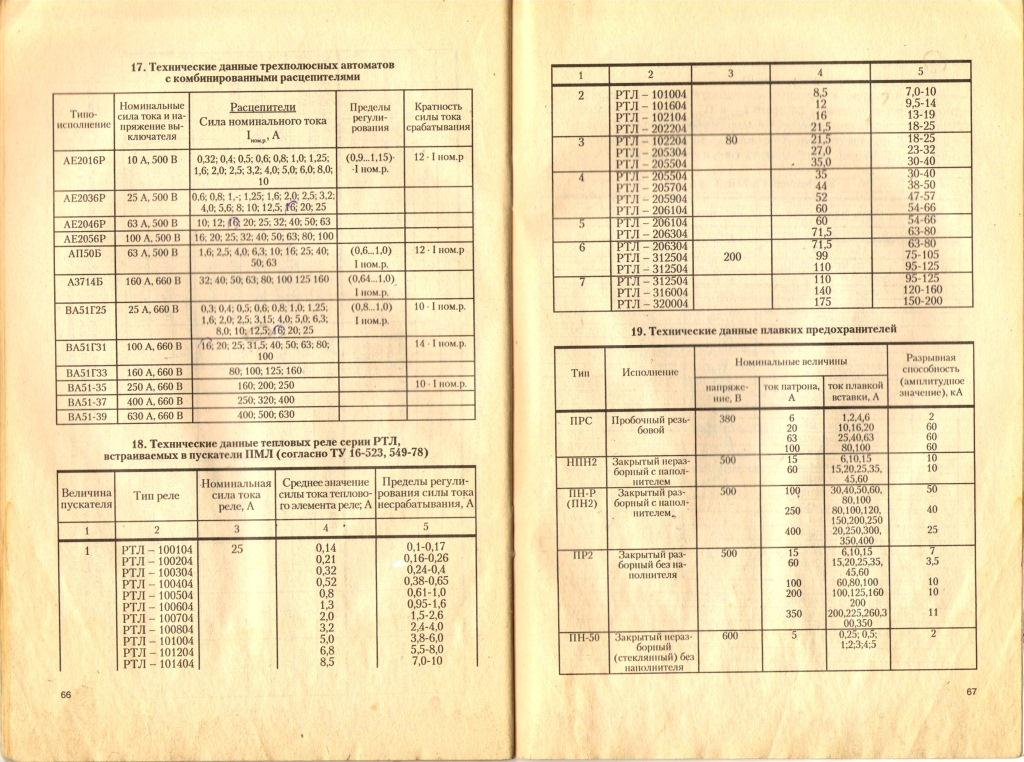 17. Технические данные трехполюсных автоматов
с комбинированными расцепителями
Типо-исполнение | Номинальные сила тока и на-пряжение вы-ключателя | Расцепители Сила номинального тока I ном.р., А | Пределы регули-рования | Кратность силы тока срабатывания
АЕ2016Р | 10 А, 500 В | 0,32; 0,4; 0,5; 0,6; 0,8; 1,0; 1,25; | (0,9...1,15)· | 12 · I ном.р
1,6; 2,0; 2,5; 3,2; 4,0; 5,0; 6,0; 8,0; | ·I ном.р
10
АЕ2036Р | 25 А, 500 В | 0,6; 0,8; 1,-; 1,25; 1,6; 2,0; 2,5; 3,2;
4,0; 5,6; 8; 10; 12,5; 16; 20; 25
АЕ2046Р | 63 А, 500 В | 10; 12; 16; 20; 25; 32; 40; 50; 63
АЕ2056Р | 100 А, 500 В | 16; 20; 25; 32; 40; 50; 63; 80; 100
АП50Б | 63 А, 500 В | 1,6; 2,5; 4,0; 6,3; 10; 16; 25; 40; | (0,6...1,0) | 12 · I ном.р
50; 63 | I ном.р.
А3714Б | 160 А, 660 В | 32; 40; 50; 63; 80; 100 125 160 | (0,64...1,0)
I ном.р.
ВА51Г25 | 25 А, 660 В | 0,3; 0,4; 0,5; 0,6; 0,8; 1,0; 1,25; | (0,8...1,0) | 10 · I ном.р.
1,6; 2,0; 2,5; 3,15; 4,0; 5,0; 6,3; | I ном.р.
8,0; 10; 12,5; 16; 20; 25
ВА51Г31 | 100 А, 660 В | 16; 20; 25; 31,5; 40; 50; 63; 80; | 14 · I ном.р.
100
ВА51Г33 | 160 А, 660 В | 80; 100; 125; 160
ВА51-35 | 250 А, 660 В | 160; 200; 250 | 10 · I ном.р.
ВА51-37 | 400 А, 660 В | 250; 320; 400
ВА51-39 | 630 А, 660 В | 400; 500; 630
18. Технические данные тепловых реле серии РТЛ,
встраиваемых в пускатели ПМЛ (согласно ТУ 16-523, 549-78)
Величина пускателя | Тип реле | Номинальная сила тока реле, А | Среднее значение силы тока теплово-го элемента реле; А | Пределы регули-рования силы тока несрабатывания, А
1 | 2 | 3 | 4 | 5
1 | РТЛ – 100104 | 25 | 0,14 | 0,1-0,17
РТЛ – 100204 | 0,21 | 0,16-0,26
РТЛ – 100304 | 0,32 | 0,24-0,4
РТЛ – 100404 | 0,52 | 0,38-0,65
РТЛ – 100504 | 0,8 | 0,61-1,0
РТЛ – 100604 | 1,3 | 0,95-1,6
РТЛ – 100704 | 2,0 | 1,5-2,6
РТЛ – 100804 | 3,2 | 2,4-4,0
РТЛ – 101004 | 5,0 | 3,8-6,0
РТЛ – 101204 | 6,8 | 5,5-8,0
РТЛ – 101404 | 8,5 | 7,0-10
66
1 | 2 | 3 | 4 | 5
2 | РТЛ – 101004 | 8,5 | 7,0-10
РТЛ – 101604 | 12 | 9,5-14
РТЛ – 102104 | 16 | 13-19
РТЛ – 202204 | 21,5 | 18-25
3 | РТЛ – 102204 | 80 | 21,5 | 18-25
РТЛ – 205304 | 27,0 | 23-32
РТЛ – 205504 | 35,0 | 30-40
4 | РТЛ – 205504 | 35 | 30-40
РТЛ – 205704 | 44 | 38-50
РТЛ – 205904 | 52 | 47-57
РТЛ – 206104 | 60 | 54-66
5 | РТЛ – 206104 | 60 | 54-66
РТЛ – 206304 | 71,5 | 63-80
6 | РТЛ – 206304 | 71,5 | 63-80
РТЛ – 312504 | 200 | 99 | 75-105
РТЛ – 312504 | 110 | 95-125
7 | РТЛ – 312504 | 110 | 95-125
РТЛ – 316004 | 140 | 120-160
РТЛ – 320004 | 175 | 150-200
19. Технические данные плавких предохранителей
Тип | Исполнение | Номинальные величины | Разрывная способность (амплитудное значение), кА
напряже-ние, В | ток патрона, А | ток плавкой вставки, А
ПРС | Пробочный резь- | 380 | 6 | 1,2,4,6 | 2
бовой | 20 | 10,16,20 | 60
63 | 25,40,63 | 60
100 | 80,100 | 60
НПН2 | Закрытый нераз- | 500 | 15 | 6,10,15 | 10
борный с напол- | 60 | 15,20,25,35, | 10
нителем | 45,60
ПН-Р | Закрытый раз- | 500 | 100 | 30,40,50,60, | 50
(ПН2) | борный с напол- | 80,100
нителем | 250 | 80,100,120, | 40
150,200,250
400 | 20,250,300, | 25
350,400
ПР2 | Закрытый раз- | 500 | 15 | 6,10,15 | 7
борный без на- | 60 | 15,20,25,35, | 3,5
полнителя | 45,60
100 | 60,80,100 | 10
200 | 100,125,160 | 10
200
350 | 200,225,260,3 | 11
00,350
ПН-50 | Закрытый нераз- | 600 | 5 | 0,25; 0,5; | 2
борный | 1;2;3;4;5
(стеклянный) без
наполнителя
67